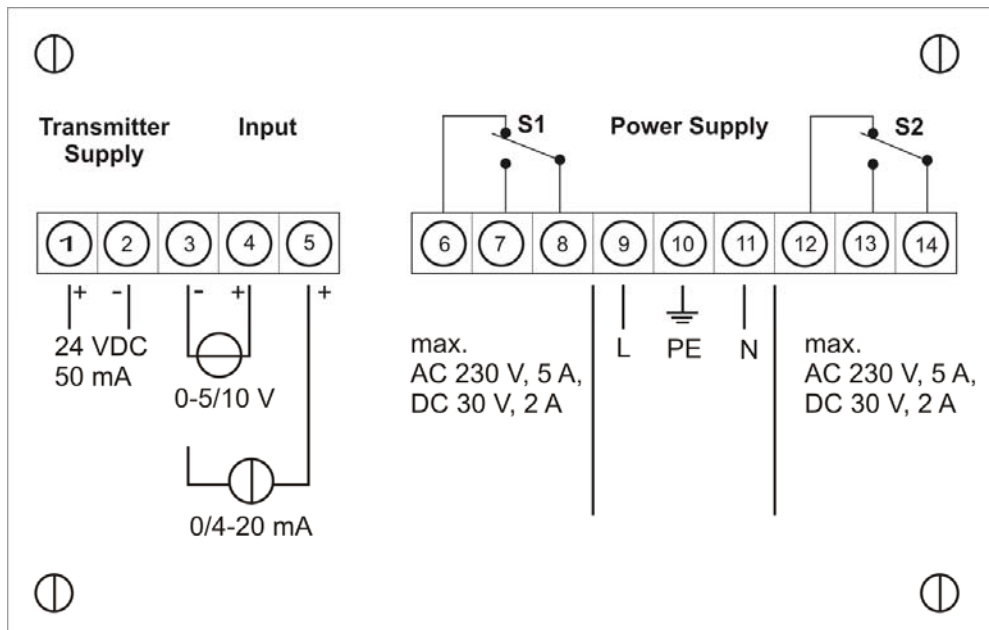 Transmitter
Supply
Input
S1
Power Supply
S2
1 2 3 4 5
6 7 8 9 10 11 12 13 14
+ - - + +
24 VDC
50 mA
0-5/10 V
0/4-20 mA
max.
AC 230 V, 5 A,
DC 30 V, 2 A
L PE N
max.
AC 230 V, 5 A,
DC 30 V, 2 A